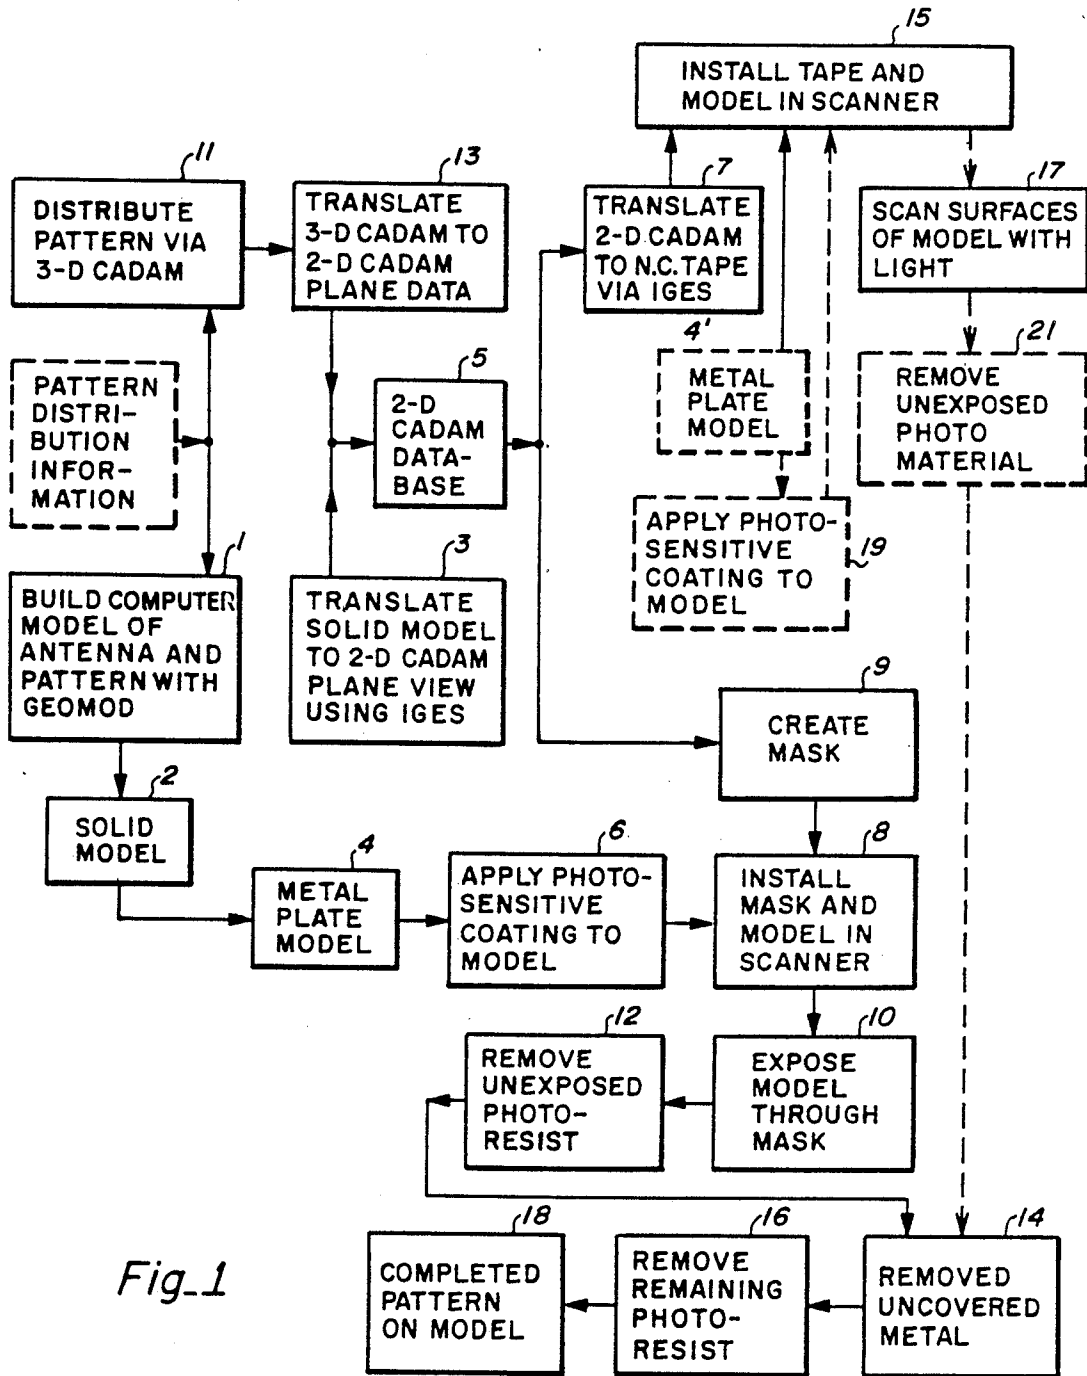 15
INSTALL TAPE AND
MODEL IN SCANNER
11
DISTRIBUTE
PATTERN VIA
3-D CADAM
13
TRANSLATE
3-D CADAM TO
2-D CADAM
PLANE DATA
7
TRANSLATE
2-D CADAM
TO N.C. TAPE
VIA IGES
17
SCAN SURFACES
OF MODEL WITH
LIGHT
PATTERN
DISTRI-
BUTION
INFOR-
MATION
5
2-D
CADAM
DATA-
BASE
4'
METAL
PLATE
MODEL
21
REMOVE
UNEXPOSED
PHOTO
MATERIAL
1
BUILD COMPUTER
MODEL OF
ANTENNA AND
PATTERN WITH
GEOMOD
3
TRANSLATE
SOLID MODEL
TO 2-D CADAM
PLANE VIEW
USING IGES
APPLY PHOTO-
SENSITIVE
COATING TO
MODEL
19
9
CREATE
MASK
2
SOLID
MODEL
4
METAL
PLATE
MODEL
6
APPLY PHOTO-
SENSITIVE
COATING TO
MODEL
8
INSTALL
MASK AND
MODEL IN
SCANNER
12
REMOVE
UNEXPOSED
PHOTO-
RESIST
10
EXPOSE
MODEL
THROUGH
MASK
18
COMPLETED
PATTERN
ON MODEL
16
REMOVE
REMAINING
PHOTO-
RESIST
14
REMOVED
UNCOVERED
METAL
Fig_1